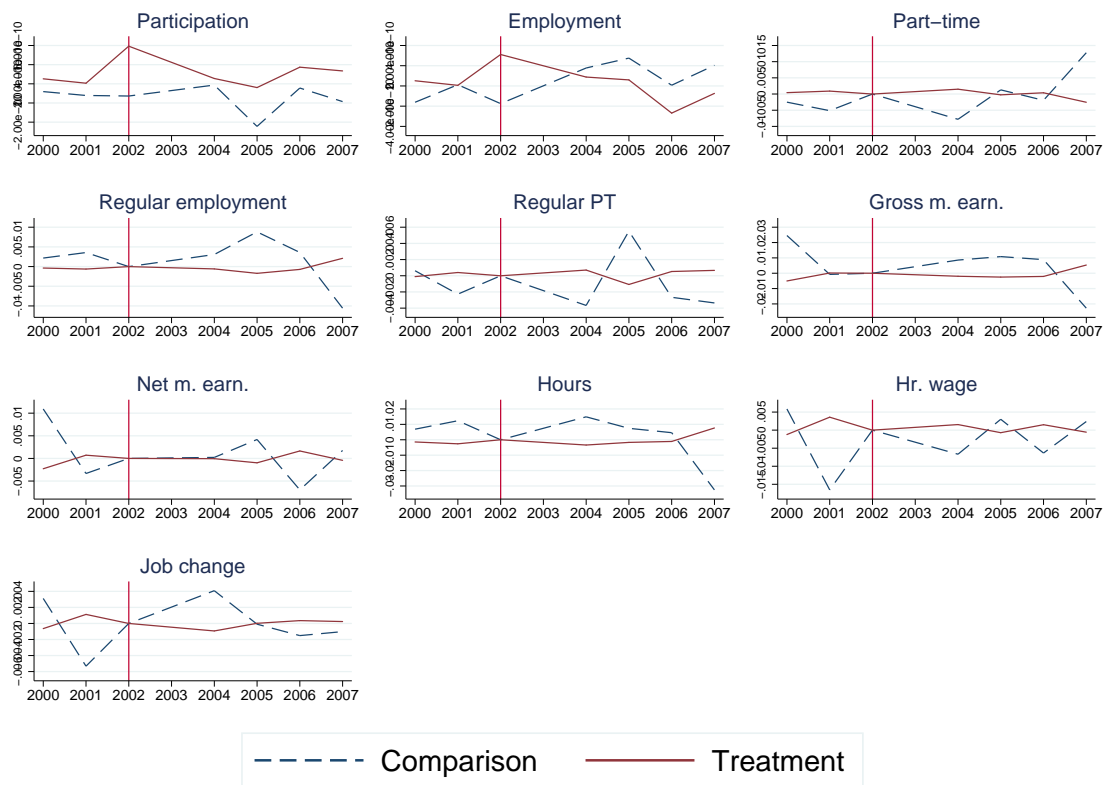 Participation
Employment
Part−time
2000 2001 2002 2003 2004 2005 2006 2007
2000 2001 2002 2003 2004 2005 2006 2007
2000 2001 2002 2003 2004 2005 2006 2007
Regular employment
Regular PT
Gross m. earn.
2000 2001 2002 2003 2004 2005 2006 2007
2000 2001 2002 2003 2004 2005 2006 2007
2000 2001 2002 2003 2004 2005 2006 2007
Net m. earn.
Hours
Hr. wage
−.005 0 .005 .01
2000 2001 2002 2003 2004 2005 2006 2007
2000 2001 2002 2003 2004 2005 2006 2007
2000 2001 2002 2003 2004 2005 2006 2007
Job change
2000 2001 2002 2003 2004 2005 2006 2007
Comparison
Treatment